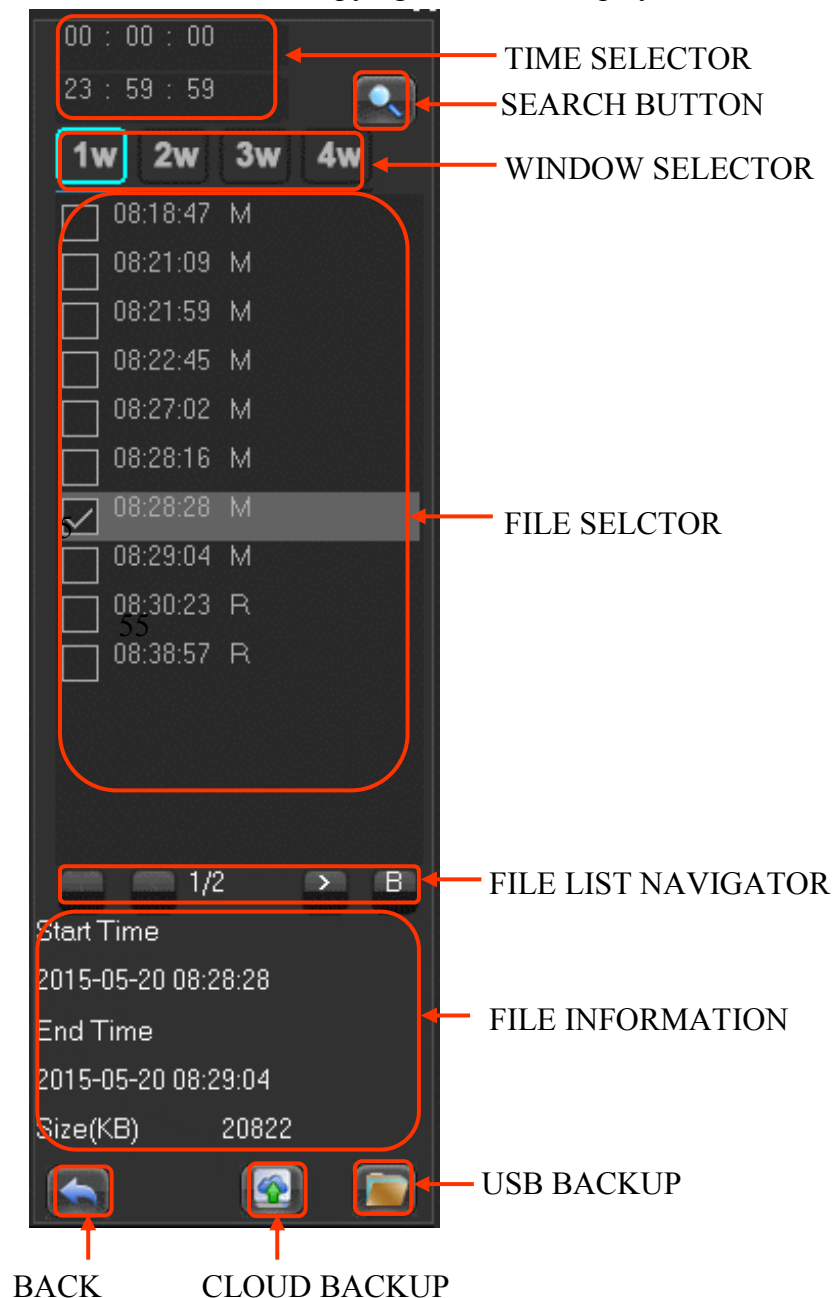 00 : 00 : 00
TIME SELECTOR
23 : 59 : 59
SEARCH BUTTON
1w 2w 3w 4w
WINDOW SELECTOR
08:18:47 M
08:21:09 M
08:21:59 M
08:22:45 M
08:27:02 M
08:28:16 M
08:28:28 M
5
FILE SELCTOR
08:29:04 M
08:30:23 R
55
08:38:57 R
1/2 > B
FILE LIST NAVIGATOR
Start Time
2015-05-20 08:28:28
End Time
FILE INFORMATION
2015-05-20 08:29:04
Size(KB) 20822
USB BACKUP
BACK CLOUD BACKUP